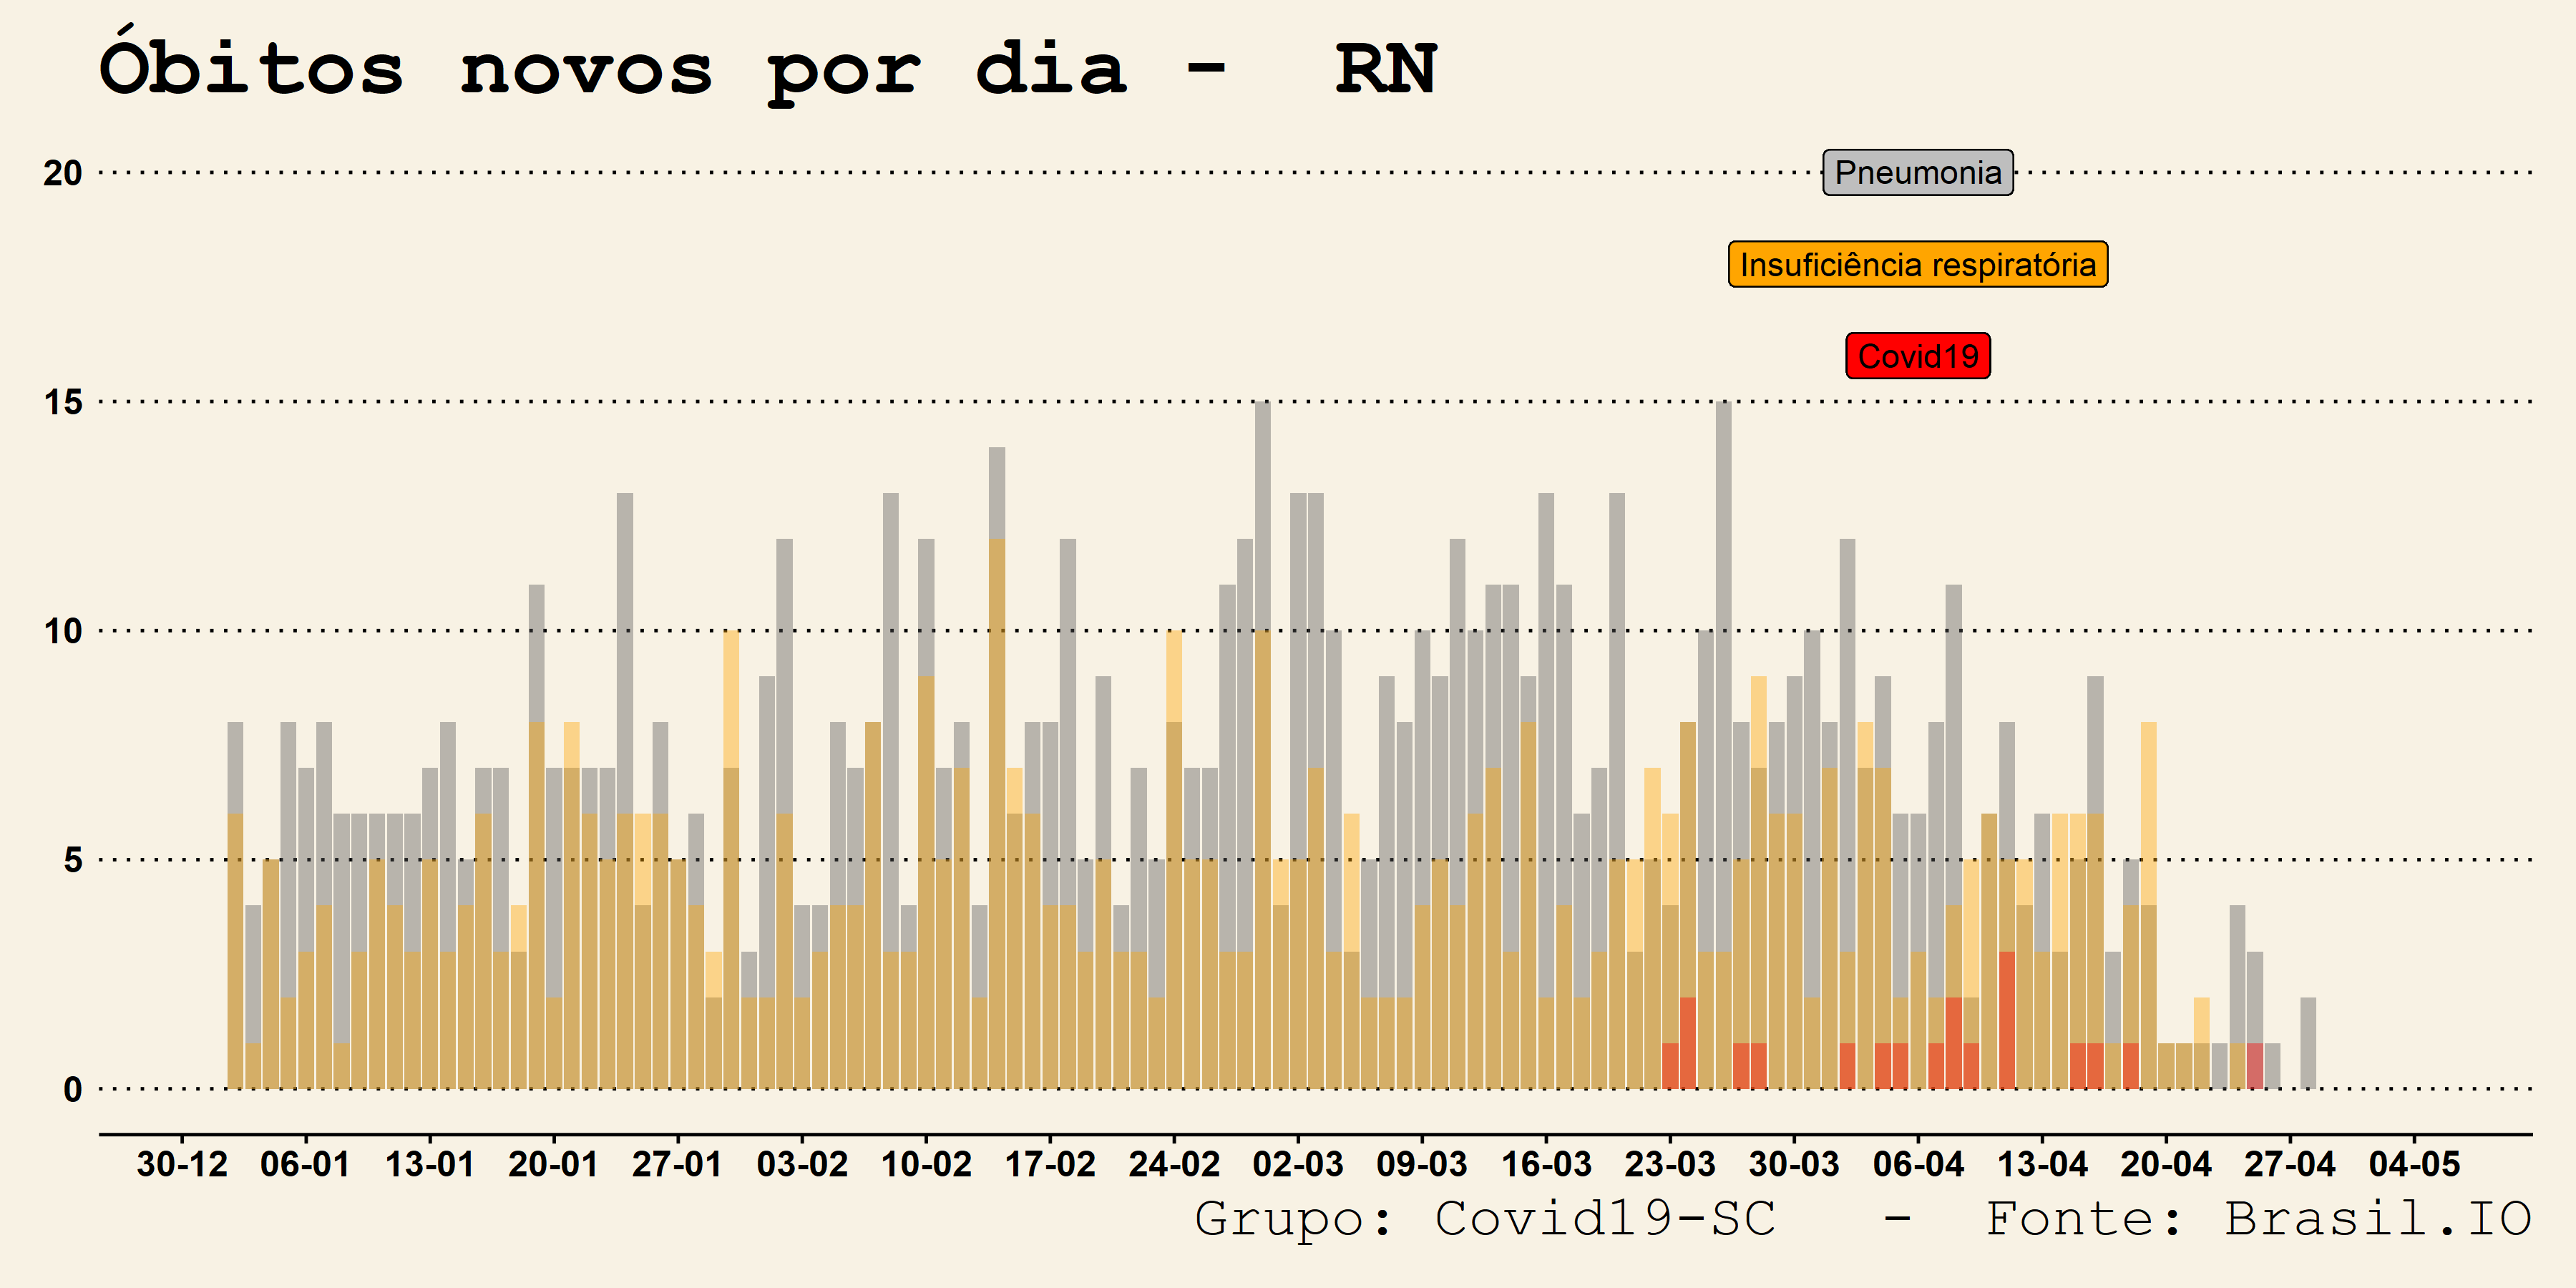 Óbitos novos por dia - RN
20
Pneumonia
Insuficiência respiratória
Covid19
15
10
5
0
30-12 06-01 13-01 20-01 27-01 03-02 10-02 17-02 24-02 02-03 09-03 16-03 23-03 30-03 06-04 13-04 20-04 27-04 04-05
Grupo: Covid19-SC - Fonte: Brasil.IO